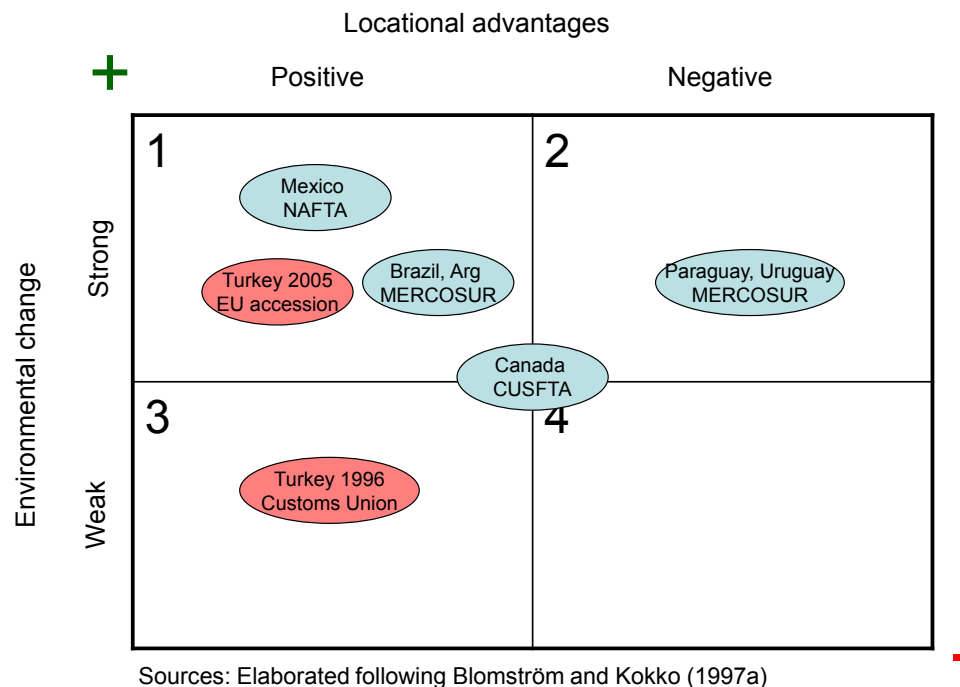 Locational advantages
+
Positive
Negative
Environmental change
Strong
Weak
1
2
Mexico
NAFTA
Turkey 2005
EU accession
Brazil, Arg
MERCOSUR
Paraguay, Uruguay
MERCOSUR
Canada
CUSFTA
3
4
Turkey 1996
Customs Union
-
Sources: Elaborated following Blomström and Kokko (1997a)